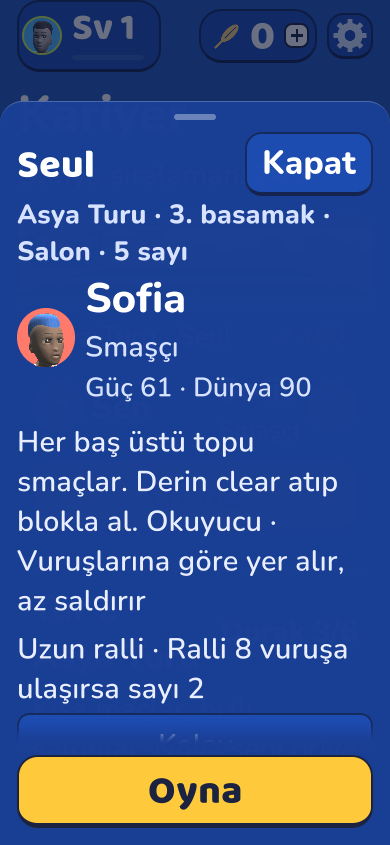 Sv 1
0
Kariyer
Seul
Kapat
Asya Turu · 3. basamak ·
Salon · 5 sayı
Sofia
Smaşçı
Güç 61 · Dünya 90
Her baş üstü topu
smaçlar. Derin clear atıp
blokla al. Okuyucu ·
Vuruşlarına göre yer alır,
az saldırır
Uzun ralli · Ralli 8 vuruşa
ulaşırsa sayı 2
Oyna